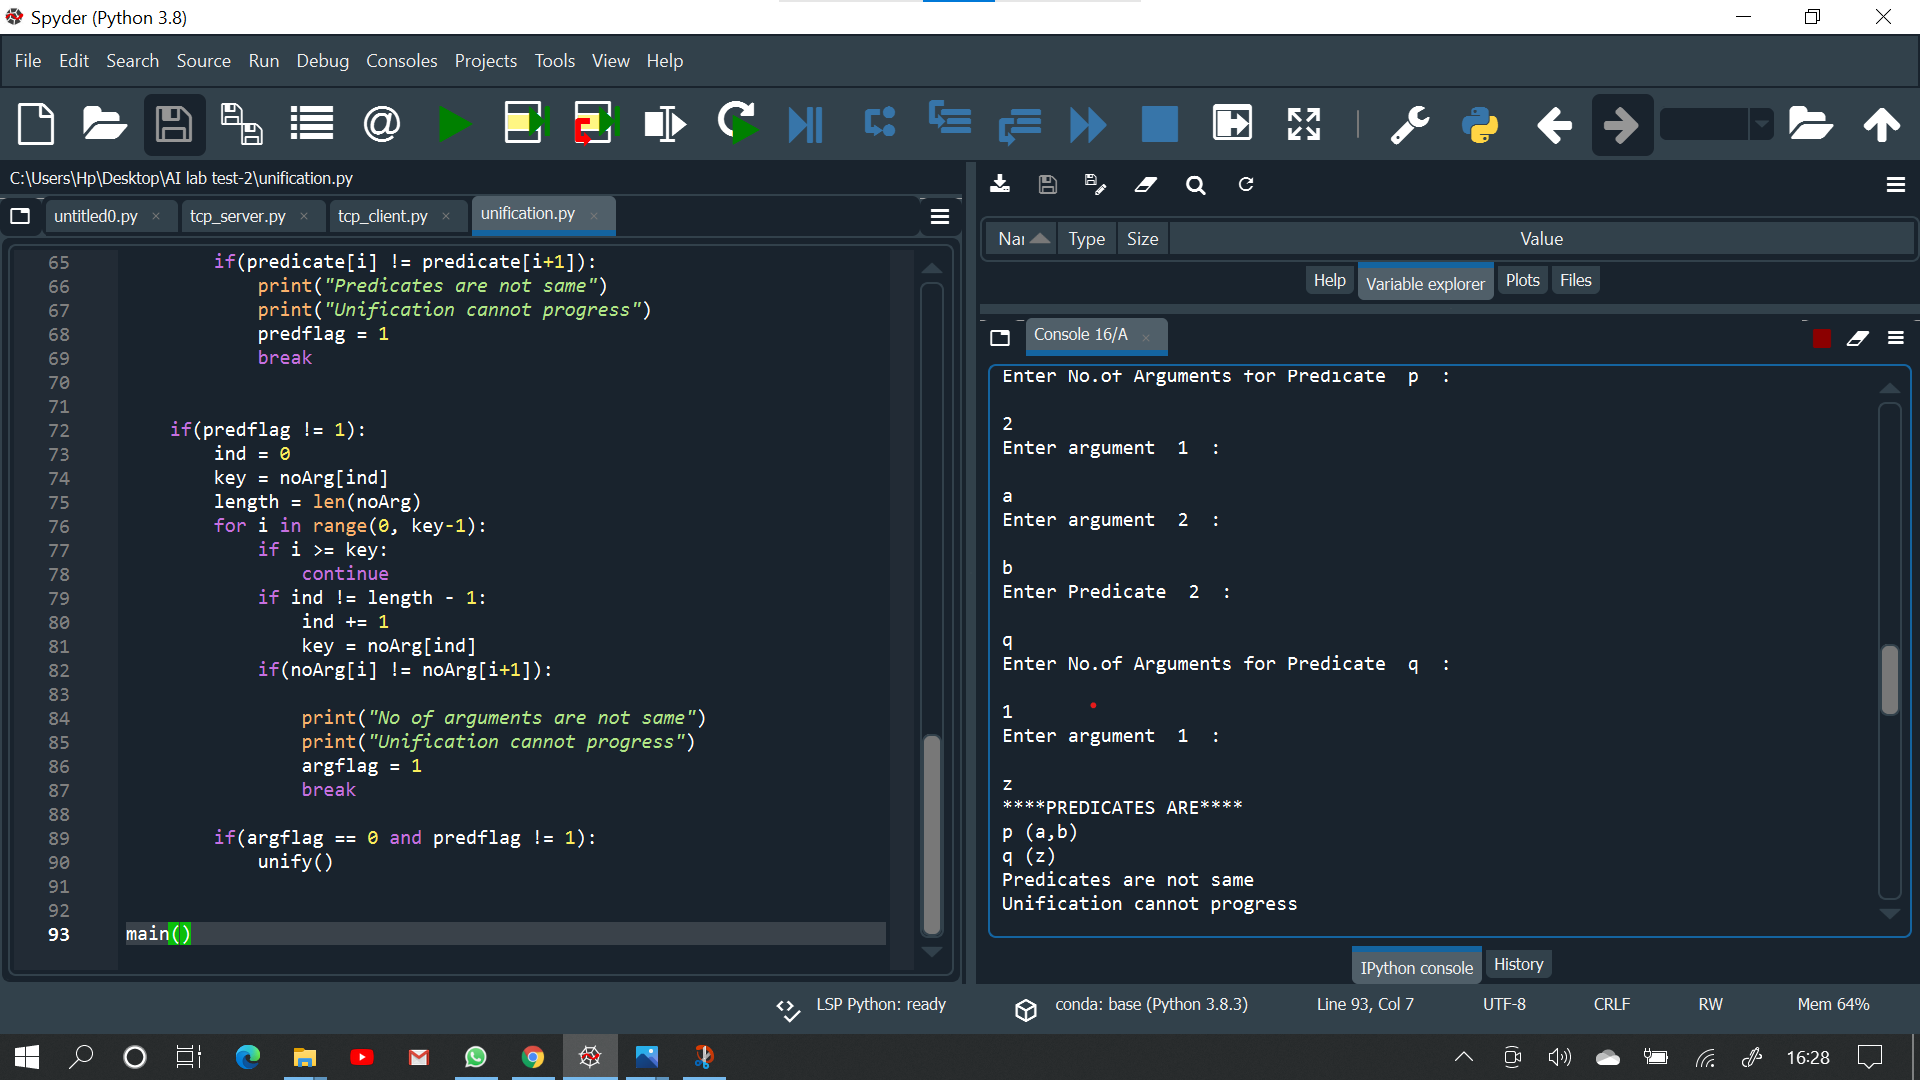 Spyder (Python 3.8)
File Edit Search Source Run Debug Consoles Projects Tools View Help
C:\Users\Hp\Desktop\AI lab test-2\unification.py
untitled0.py tcp_server.py tcp_client.py unification.py
65 if(predicate[i] != predicate[i+1]):
66 print("Predicates are not same")
67 print("Unification cannot progress")
68 predflag = 1
69 break
70
71
72 if(predflag != 1):
73 ind = 0
74 key = noArg[ind]
75 length = len(noArg)
76 for i in range(0, key-1):
77 if i >= key:
78 continue
79 if ind != length - 1:
80 ind += 1
81 key = noArg[ind]
82 if(noArg[i] != noArg[i+1]):
83
84 print("No of arguments are not same")
85 print("Unification cannot progress")
86 argflag = 1
87 break
88
89 if(argflag == 0 and predflag != 1):
90 unify()
91
92
93 main()
Nai Type Size Value
Help Variable explorer Plots Files
Console 16/A
Enter No.of Arguments for Predicate p :
2
Enter argument 1 :
a
Enter argument 2 :
b
Enter Predicate 2 :
q
Enter No.of Arguments for Predicate q :
1
Enter argument 1 :
z
****PREDICATES ARE****
p (a,b)
q (z)
Predicates are not same
Unification cannot progress
IPython console History
LSP Python: ready conda: base (Python 3.8.3) Line 93, Col 7 UTF-8 CRLF RW Mem 64%
16:28